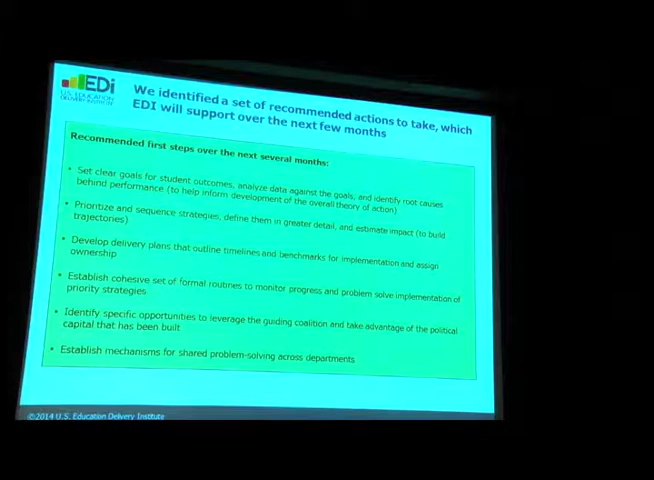 EDi
U.S. EDUCATION
DELIVERY INSTITUTE
We identified a set of recommended actions to take, which
EDI will support over the next few months
Recommended first steps over the next several months:
• Set clear goals for student outcomes, analyze data against the goals, and identify root causes
behind performance (to help inform development of the overall theory of action)
• Prioritize and sequence strategies, define them in greater detail, and estimate impact (to build
trajectories)
• Develop delivery plans that outline timelines and benchmarks for implementation and assign
ownership
• Establish cohesive set of formal routines to monitor progress and problem solve implementation of
priority strategies
• Identify specific opportunities to leverage the guiding coalition and take advantage of the political
capital that has been built
• Establish mechanisms for shared problem-solving across departments
©2014 U.S. Education Delivery Institute